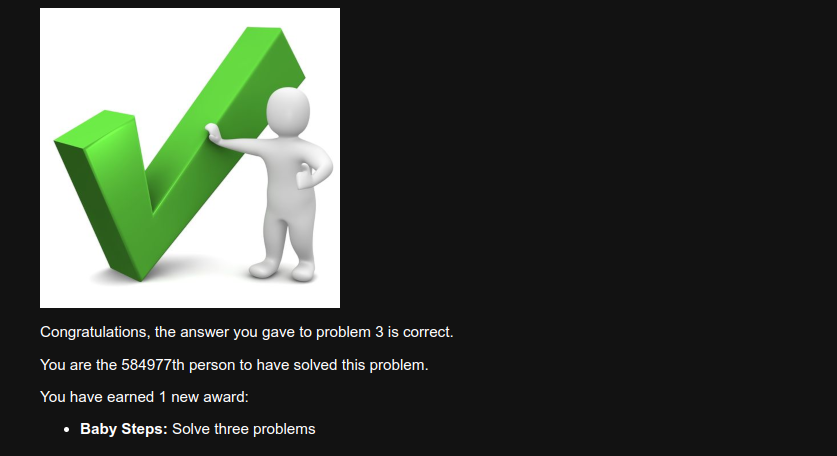 Congratulations, the answer you gave to problem 3 is correct.
You are the 584977th person to have solved this problem.
You have earned 1 new award:
• Baby Steps: Solve three problems